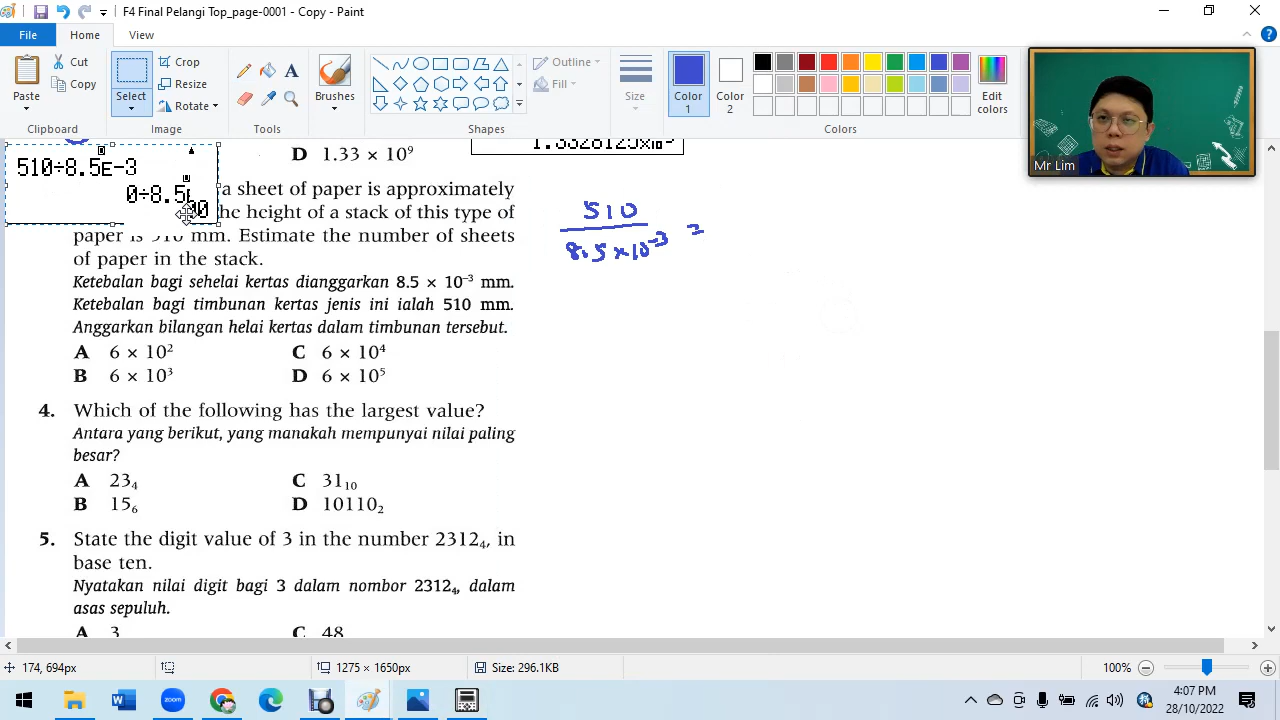 F4 Final Pelangi Top_page-0001 - Copy - Paint
File
Home
View
Paste
Cut
Copy
Clipboard
Select
Crop
Resize
Rotate
Image
Tools
Brushes
Shapes
Outline
Fill
Size
Color 1
Color 2
Edit colors
Colors
Mr Lim
D 1.33 × 10⁹
510÷8.5E-3
0÷8.5
a sheet of paper is approximately
the height of a stack of this type of
paper is 510 mm. Estimate the number of sheets
of paper in the stack.
Ketebalan bagi sehelai kertas dianggarkan 8.5 × 10⁻³ mm.
Ketebalan bagi timbunan kertas jenis ini ialah 510 mm.
Anggarkan bilangan helai kertas dalam timbunan tersebut.
A 6 × 10² C 6 × 10⁴
B 6 × 10³ D 6 × 10⁵
4. Which of the following has the largest value?
Antara yang berikut, yang manakah mempunyai nilai paling
besar?
A 23₄ C 31₁₀
B 15₆ D 10110₂
5. State the digit value of 3 in the number 2312₄, in
base ten.
Nyatakan nilai digit bagi 3 dalam nombor 2312₄, dalam
asas sepuluh.
A 3 C 48
1.3328125×10
510
8.5×10⁻³ =
174, 694px
1275 × 1650px
Size: 296.1KB
100%
zoom
4:07 PM
28/10/2022